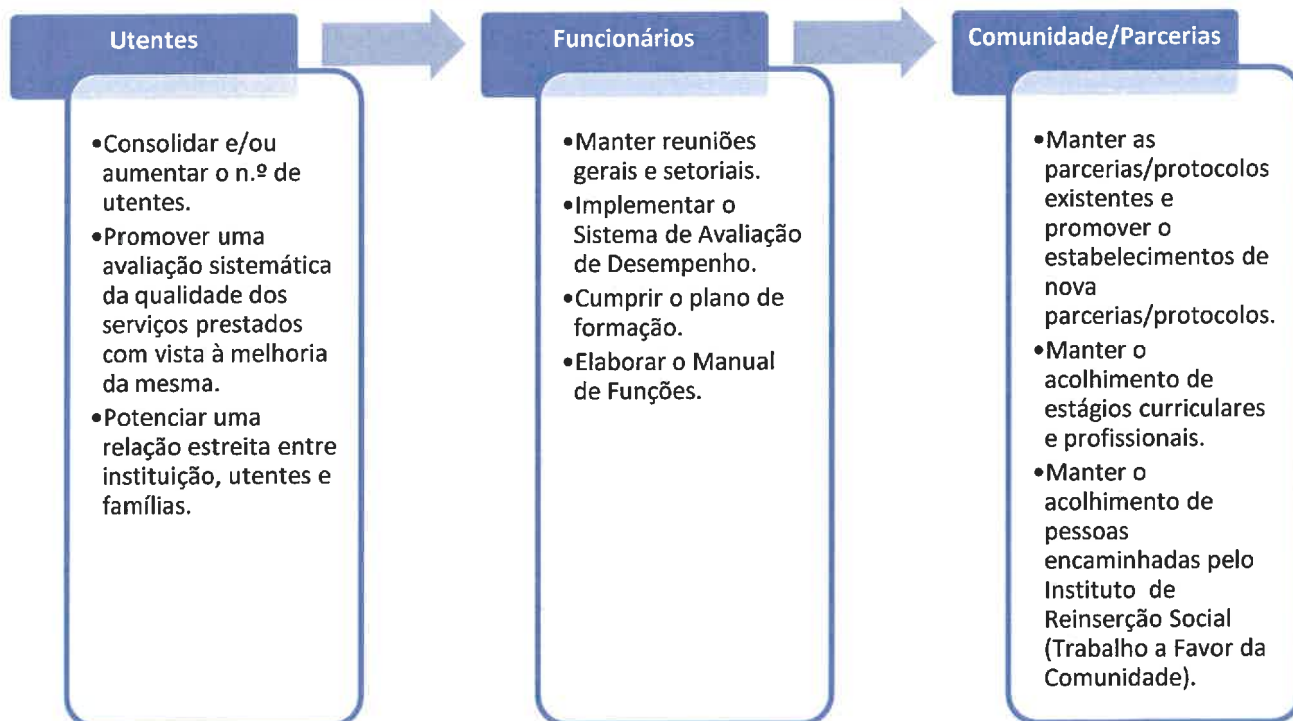 Utentes
•Consolidar e/ou
aumentar o n.º de
utentes.
•Promover uma
avaliação sistemática
da qualidade dos
serviços prestados
com vista à melhoria
da mesma.
•Potenciar uma
relação estreita entre
instituição, utentes e
famílias.
Funcionários
•Manter reuniões
gerais e setoriais.
•Implementar o
Sistema de Avaliação
de Desempenho.
•Cumprir o plano de
formação.
•Elaborar o Manual
de Funções.
Comunidade/Parcerias
•Manter as
parcerias/protocolos
existentes e
promover o
estabelecimentos de
nova
parcerias/protocolos.
•Manter o
acolhimento de
estágios curriculares
e profissionais.
•Manter o
acolhimento de
pessoas
encaminhadas pelo
Instituto de
Reinserção Social
(Trabalho a Favor da
Comunidade).